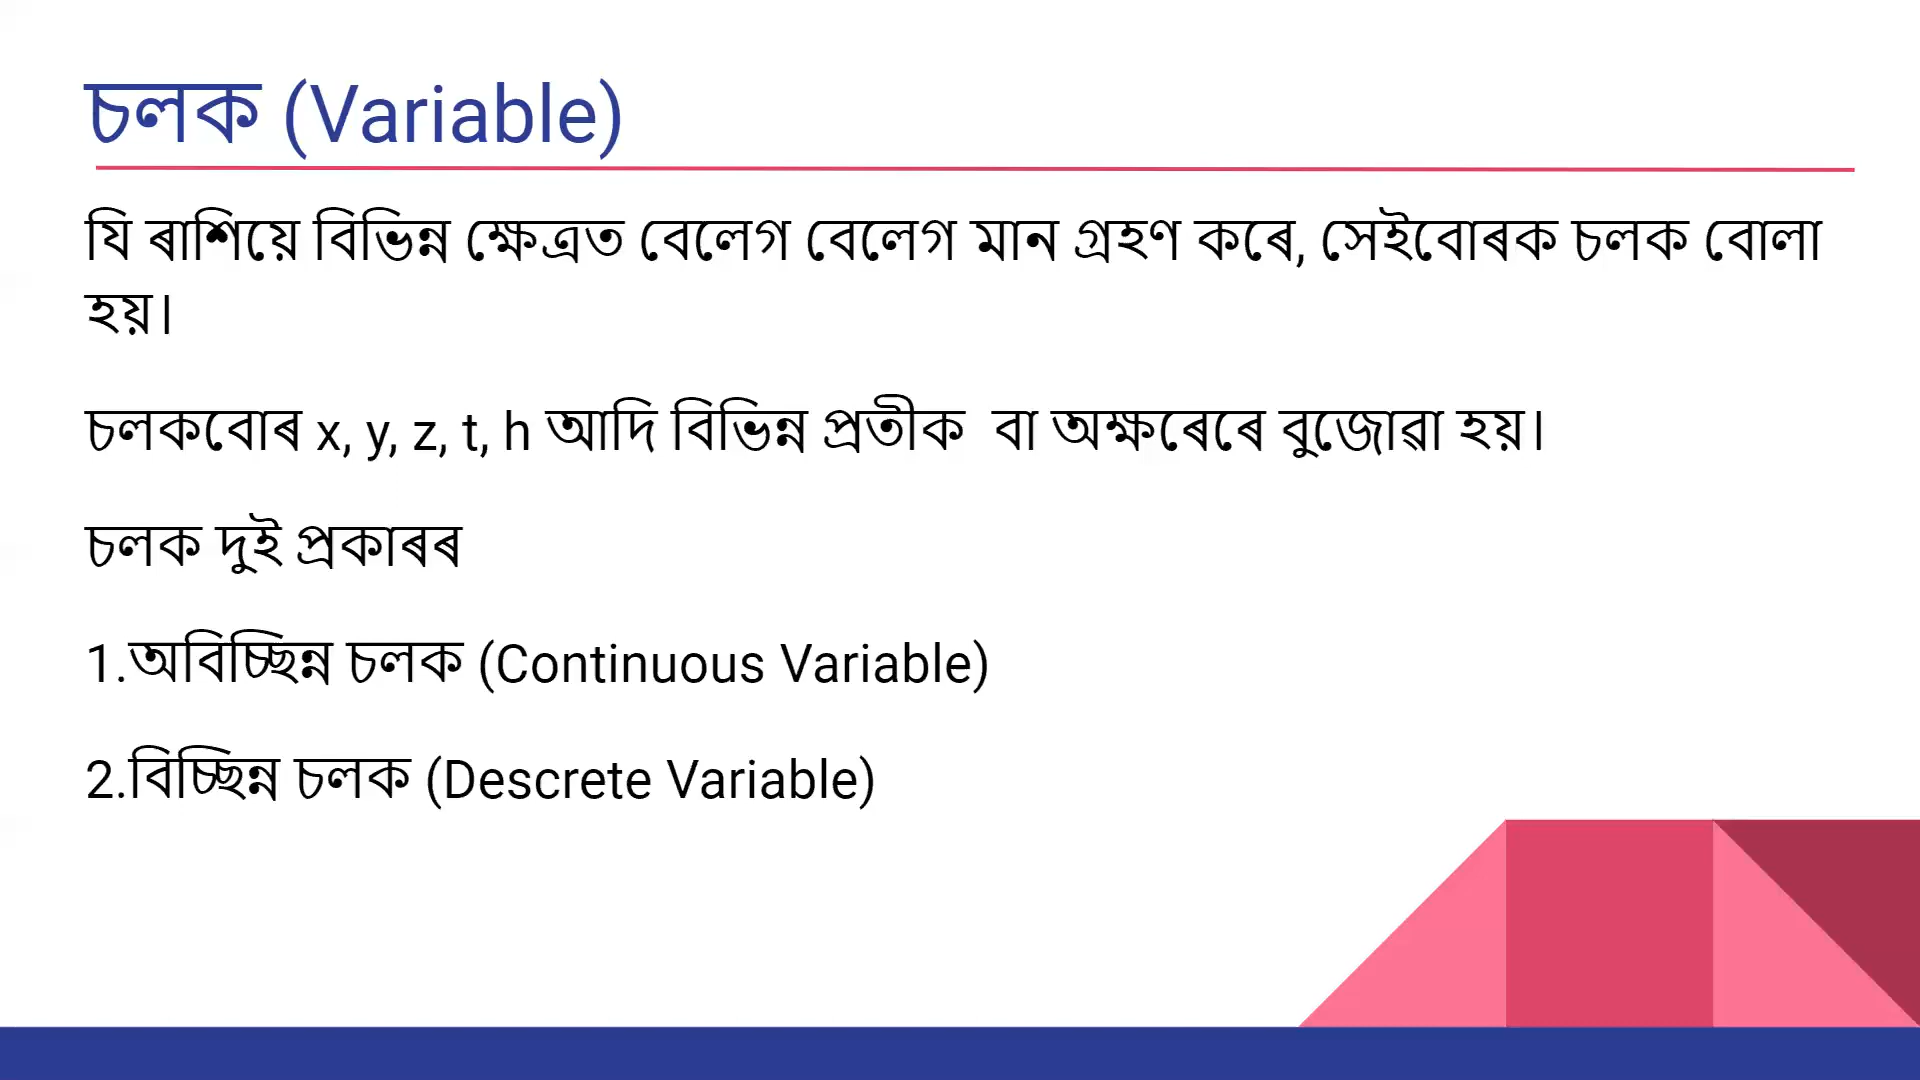 চলক (Variable)
যি ৰাশিয়ে বিভিন্ন ক্ষেত্ৰত বেলেগ বেলেগ মান গ্ৰহণ কৰে, সেইবোৰক চলক বোলা
হয়।
চলকবোৰ x, y, z, t, h আদি বিভিন্ন প্ৰতীক বা অক্ষৰেৰে বুজোৱা হয়।
চলক দুই প্ৰকাৰৰ
1.অবিচ্ছিন্ন চলক (Continuous Variable)
2.বিচ্ছিন্ন চলক (Descrete Variable)